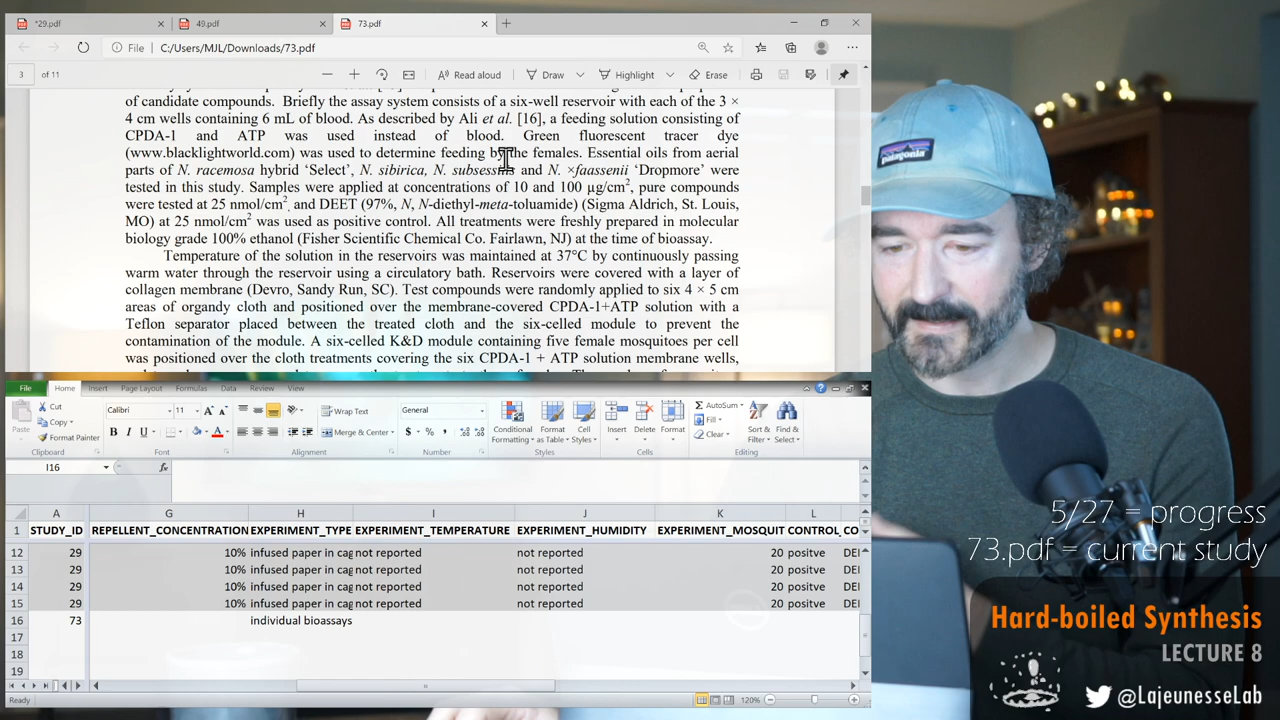 *29.pdf
49.pdf
73.pdf
File C:/Users/MJL/Downloads/73.pdf
3 of 11
Read aloud
Draw
Highlight
Erase
of candidate compounds. Briefly the assay system consists of a six-well reservoir with each of the 3 ×
4 cm wells containing 6 mL of blood. As described by Ali et al. [16], a feeding solution consisting of
CPDA-1 and ATP was used instead of blood. Green fluorescent tracer dye
(www.blacklightworld.com) was used to determine feeding by the females. Essential oils from aerial
parts of N. racemosa hybrid ‘Select’, N. sibirica, N. subsessilis and N. ×faassenii ‘Dropmore’ were
tested in this study. Samples were applied at concentrations of 10 and 100 µg/cm2, pure compounds
were tested at 25 nmol/cm2, and DEET (97%, N, N-diethyl-meta-toluamide) (Sigma Aldrich, St. Louis,
MO) at 25 nmol/cm2 was used as positive control. All treatments were freshly prepared in molecular
biology grade 100% ethanol (Fisher Scientific Chemical Co. Fairlawn, NJ) at the time of bioassay.
Temperature of the solution in the reservoirs was maintained at 37°C by continuously passing
warm water through the reservoir using a circulatory bath. Reservoirs were covered with a layer of
collagen membrane (Devro, Sandy Run, SC). Test compounds were randomly applied to six 4 × 5 cm
areas of organdy cloth and positioned over the membrane-covered CPDA-1+ATP solution with a
Teflon separator placed between the treated cloth and the six-celled module to prevent the
contamination of the module. A six-celled K&D module containing five female mosquitoes per cell
was positioned over the cloth treatments covering the six CPDA-1 + ATP solution membrane wells,
File Home Insert Page Layout Formulas Data Review View
Paste
Cut
Copy
Format Painter
Clipboard
Calibri 11
B I U
Font
Wrap Text
Merge & Center
Alignment
General
$ % ,
Number
Conditional Formatting
Format as Table
Cell Styles
Styles
Insert
Delete
Format
Cells
AutoSum
Fill
Clear
Sort & Filter
Find & Select
Editing
I16
fx
A G H I J K L
1 STUDY_ID REPELLENT_CONCENTRATION EXPERIMENT_TYPE EXPERIMENT_TEMPERATURE EXPERIMENT_HUMIDITY EXPERIMENT_MOSQUIT CONTROL_ CO
12 29 10% infused paper in cag not reported not reported 20 positve DEI
13 29 10% infused paper in cag not reported not reported 20 positve DEI
14 29 10% infused paper in cag not reported not reported 20 positve DEI
15 29 10% infused paper in cag not reported not reported 20 positve DEI
16 73 individual bioassays
17
18
19
Ready
120%
patagonia
5/27 = progress
73.pdf = current study
Hard-boiled Synthesis
LECTURE 8
@LajeunesseLab